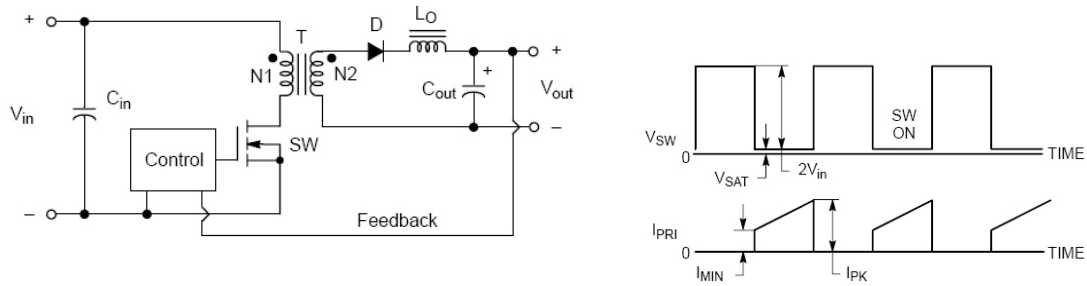 +
T
D
L_O
+
N1
N2
+
C_out
V_out
V_in
C_in
−
Control
SW
−
Feedback
V_SW
0
SW
ON
TIME
V_SAT
2V_in
I_PRI
0
TIME
I_MIN
I_PK